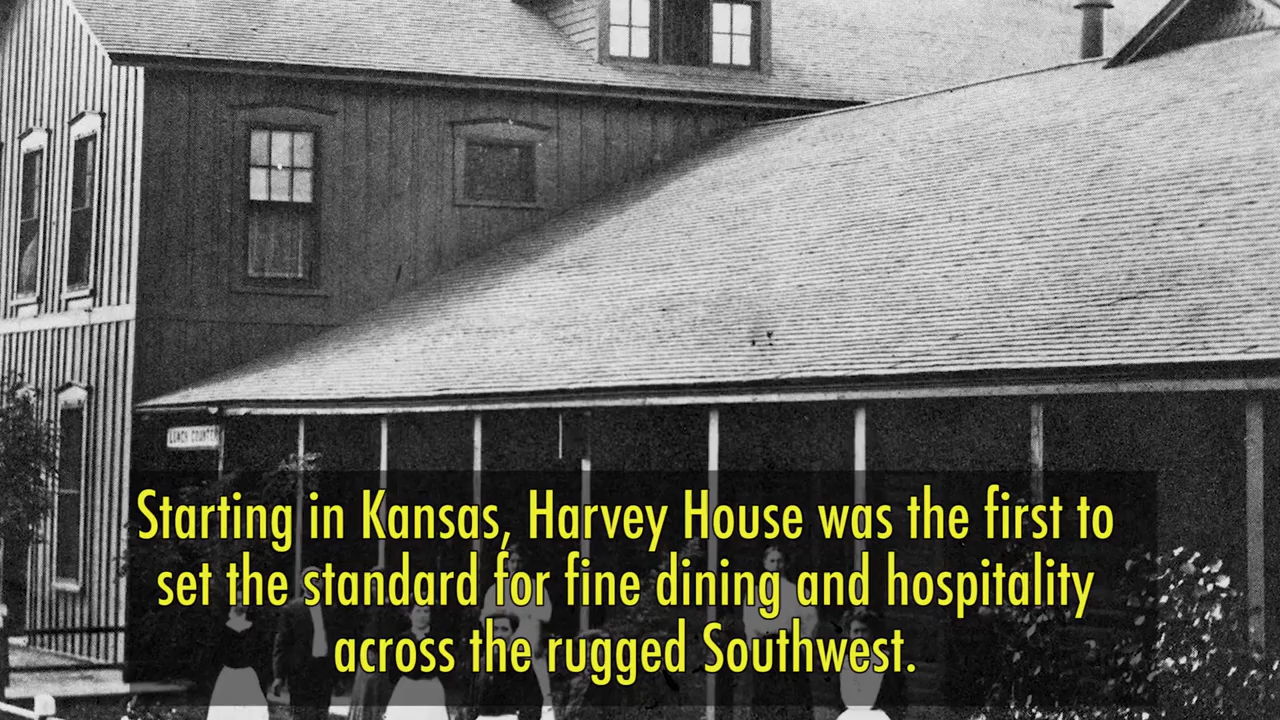 LUNCH COUNTER
Starting in Kansas, Harvey House was the first to
set the standard for fine dining and hospitality
across the rugged Southwest.